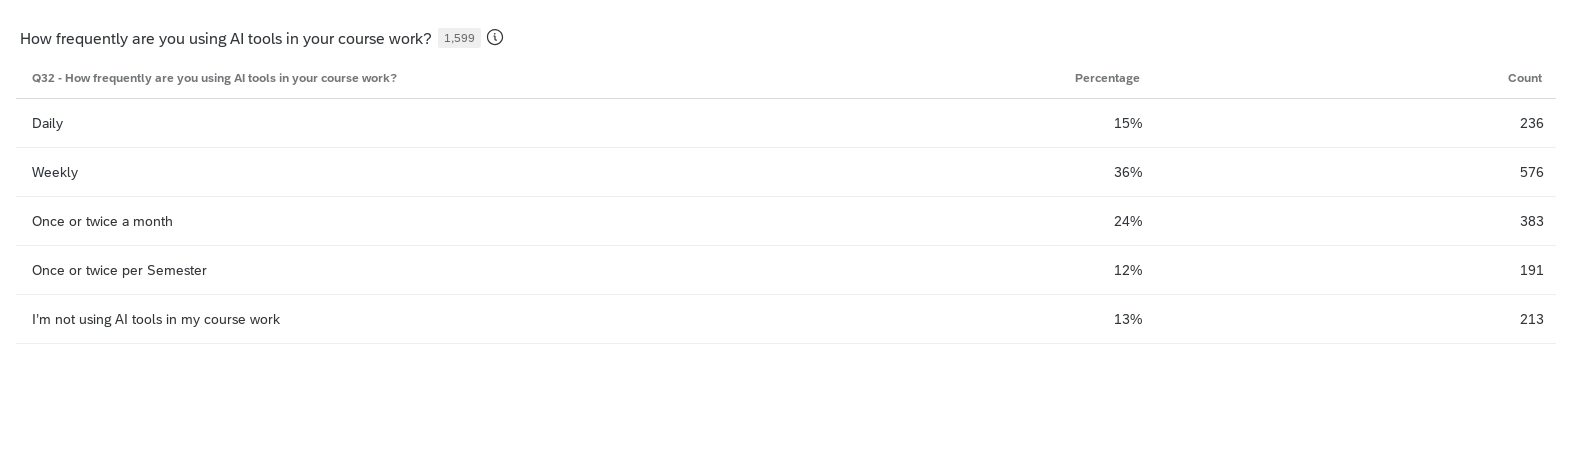 How frequently are you using AI tools in your course work? 1,599
Q32 - How frequently are you using AI tools in your course work? Percentage Count
Daily 15% 236
Weekly 36% 576
Once or twice a month 24% 383
Once or twice per Semester 12% 191
I'm not using AI tools in my course work 13% 213